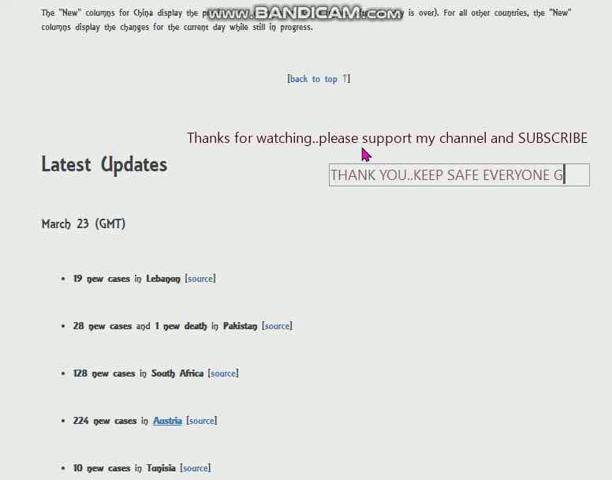 www.BANDICAM.com
The "New" columns for China display the p y is over). For all other countries, the "New"
columns display the changes for the current day while still in progress.
[back to top ↑]
Thanks for watching..please support my channel and SUBSCRIBE
Latest Updates
THANK YOU..KEEP SAFE EVERYONE G
March 23 (GMT)
19 new cases in Lebanon [source]
28 new cases and 1 new death in Pakistan [source]
128 new cases in South Africa [source]
224 new cases in Austria [source]
10 new cases in Tunisia [source]